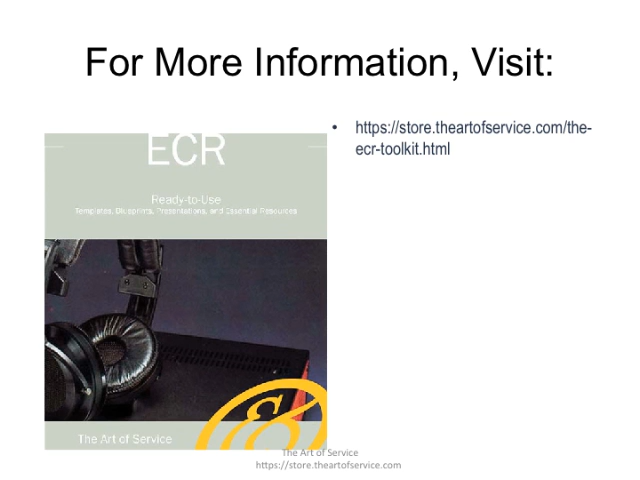 For More Information, Visit:
• https://store.theartofservice.com/the-
ecr-toolkit.html
ECR
Ready-to-Use
Templates, Blueprints, Presentations, and Essential Resources
The Art of Service
The Art of Service
https://store.theartofservice.com